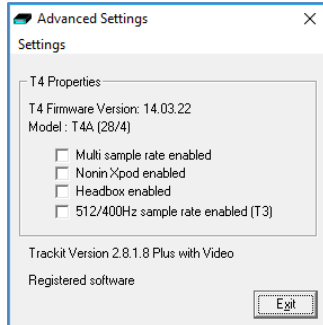 Advanced Settings
Settings
T4 Properties
T4 Firmware Version: 14.03.22
Model : T4A (28/4)
Multi sample rate enabled
Nonin Xpod enabled
Headbox enabled
512/400Hz sample rate enabled (T3)
Trackit Version 2.8.1.8 Plus with Video
Registered software
Exit